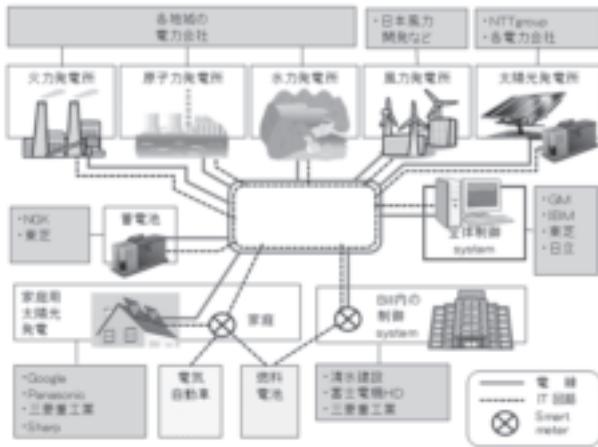 各地域の
電力会社
・日本風力
開発など
・NTTgroup
・各電力会社
火力発電所
原子力発電所
水力発電所
風力発電所
太陽光発電所
・NGK
・東芝
蓄電池
全体制御
system
・GM
・IBM
・東芝
・日立
家庭用
太陽光
発電
家庭
Bill内の
制御
system
・Google
・Panasonic
・三菱重工業
・Sharp
電気
自動車
燃料
電池
・清水建設
・富士電機HD
・三菱重工業
電線
IT回路
Smart
meter